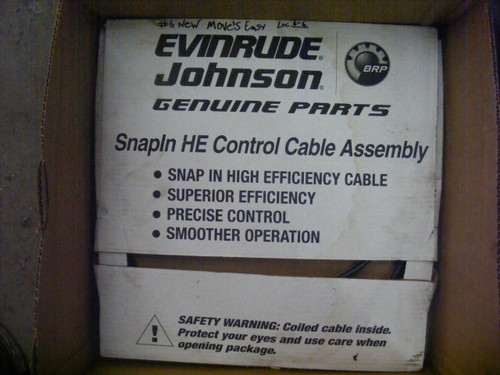 #6 NEW MOVE'S EASY
EVINRUDE®
Johnson®
BRP
GENUINE PARTS
SnapIn HE Control Cable Assembly
• SNAP IN HIGH EFFICIENCY CABLE
• SUPERIOR EFFICIENCY
• PRECISE CONTROL
• SMOOTHER OPERATION
SAFETY WARNING: Coiled cable inside.
Protect your eyes and use care when
opening package.